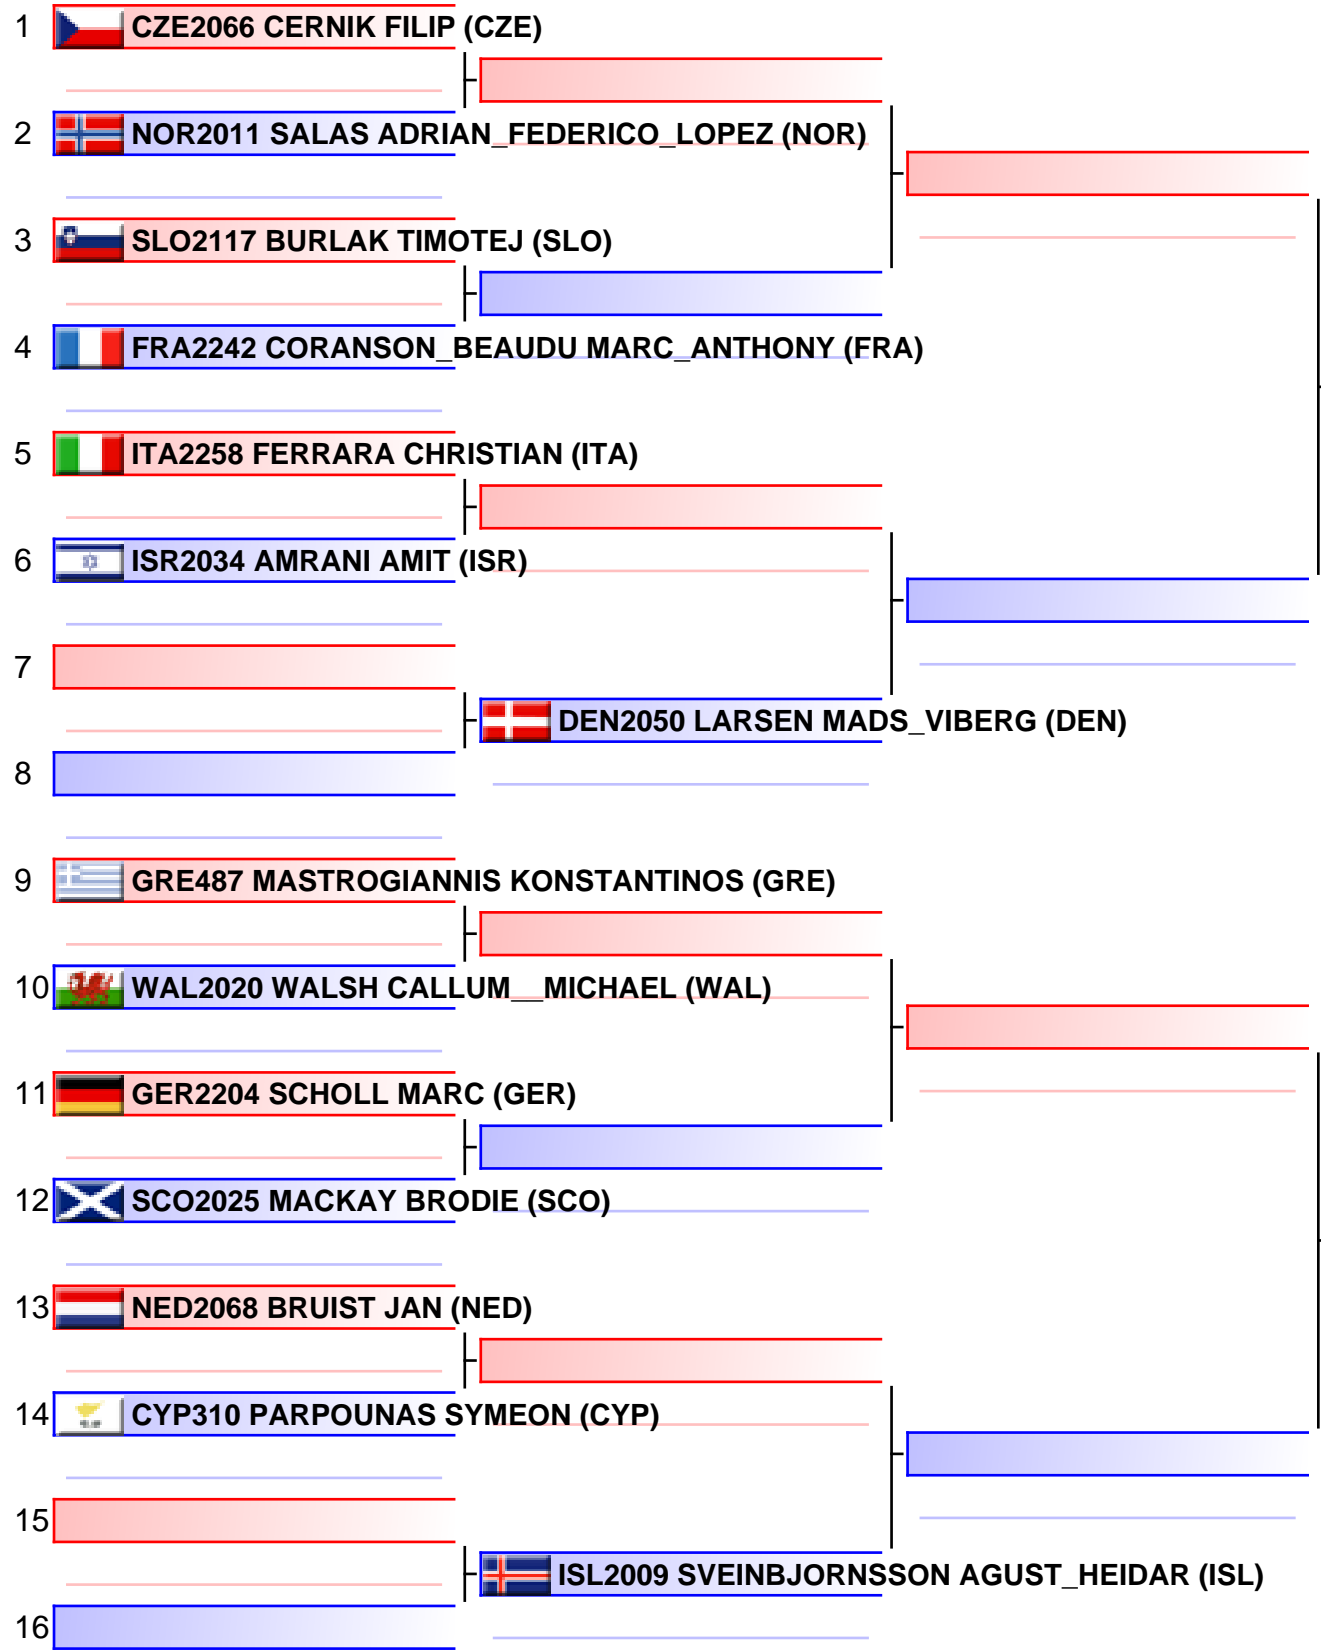 1 CZE2066 CERNIK FILIP (CZE)
2 NOR2011 SALAS ADRIAN_FEDERICO_LOPEZ (NOR)
3 SLO2117 BURLAK TIMOTEJ (SLO)
4 FRA2242 CORANSON_BEAUDU MARC_ANTHONY (FRA)
5 ITA2258 FERRARA CHRISTIAN (ITA)
6 ISR2034 AMRANI AMIT (ISR)
7
DEN2050 LARSEN MADS_VIBERG (DEN)
8
9 GRE487 MASTROGIANNIS KONSTANTINOS (GRE)
10 WAL2020 WALSH CALLUM__MICHAEL (WAL)
11 GER2204 SCHOLL MARC (GER)
12 SCO2025 MACKAY BRODIE (SCO)
13 NED2068 BRUIST JAN (NED)
14 CYP310 PARPOUNAS SYMEON (CYP)
15
ISL2009 SVEINBJORNSSON AGUST_HEIDAR (ISL)
16